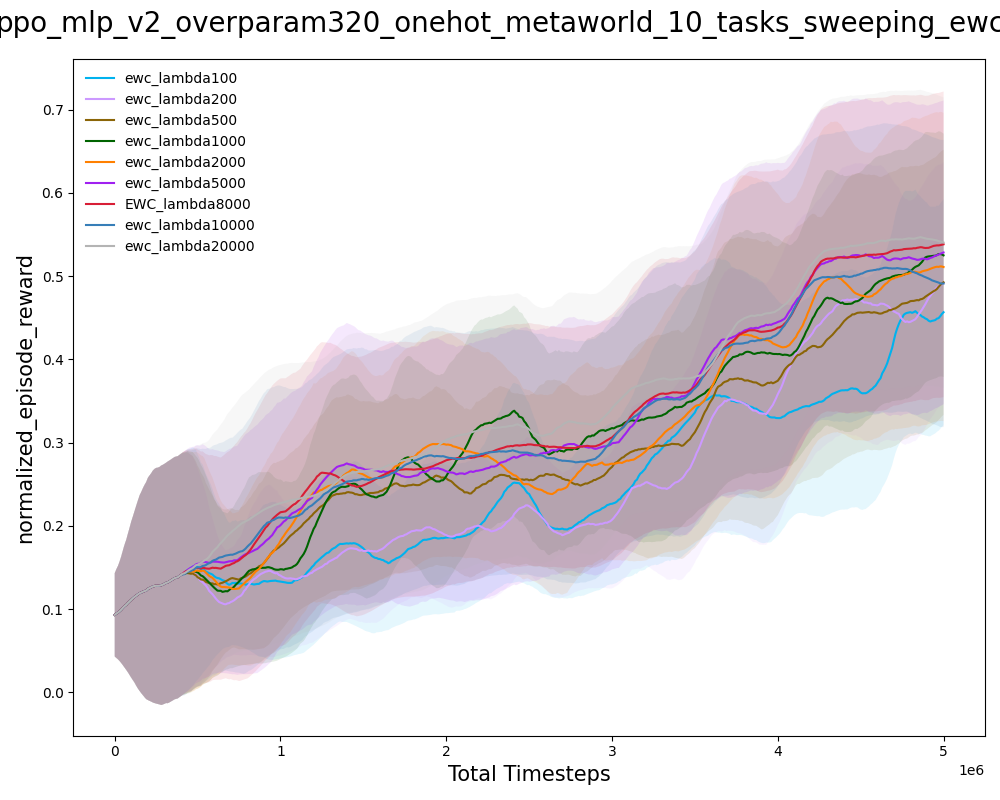 ppo_mlp_v2_overparam320_onehot_metaworld_10_tasks_sweeping_ewc
ewc_lambda100
ewc_lambda200
ewc_lambda500
ewc_lambda1000
ewc_lambda2000
ewc_lambda5000
EWC_lambda8000
ewc_lambda10000
ewc_lambda20000
0.7
0.6
0.5
0.4
0.3
0.2
0.1
0.0
normalized_episode_reward
0 1 2 3 4 5
1e6
Total Timesteps